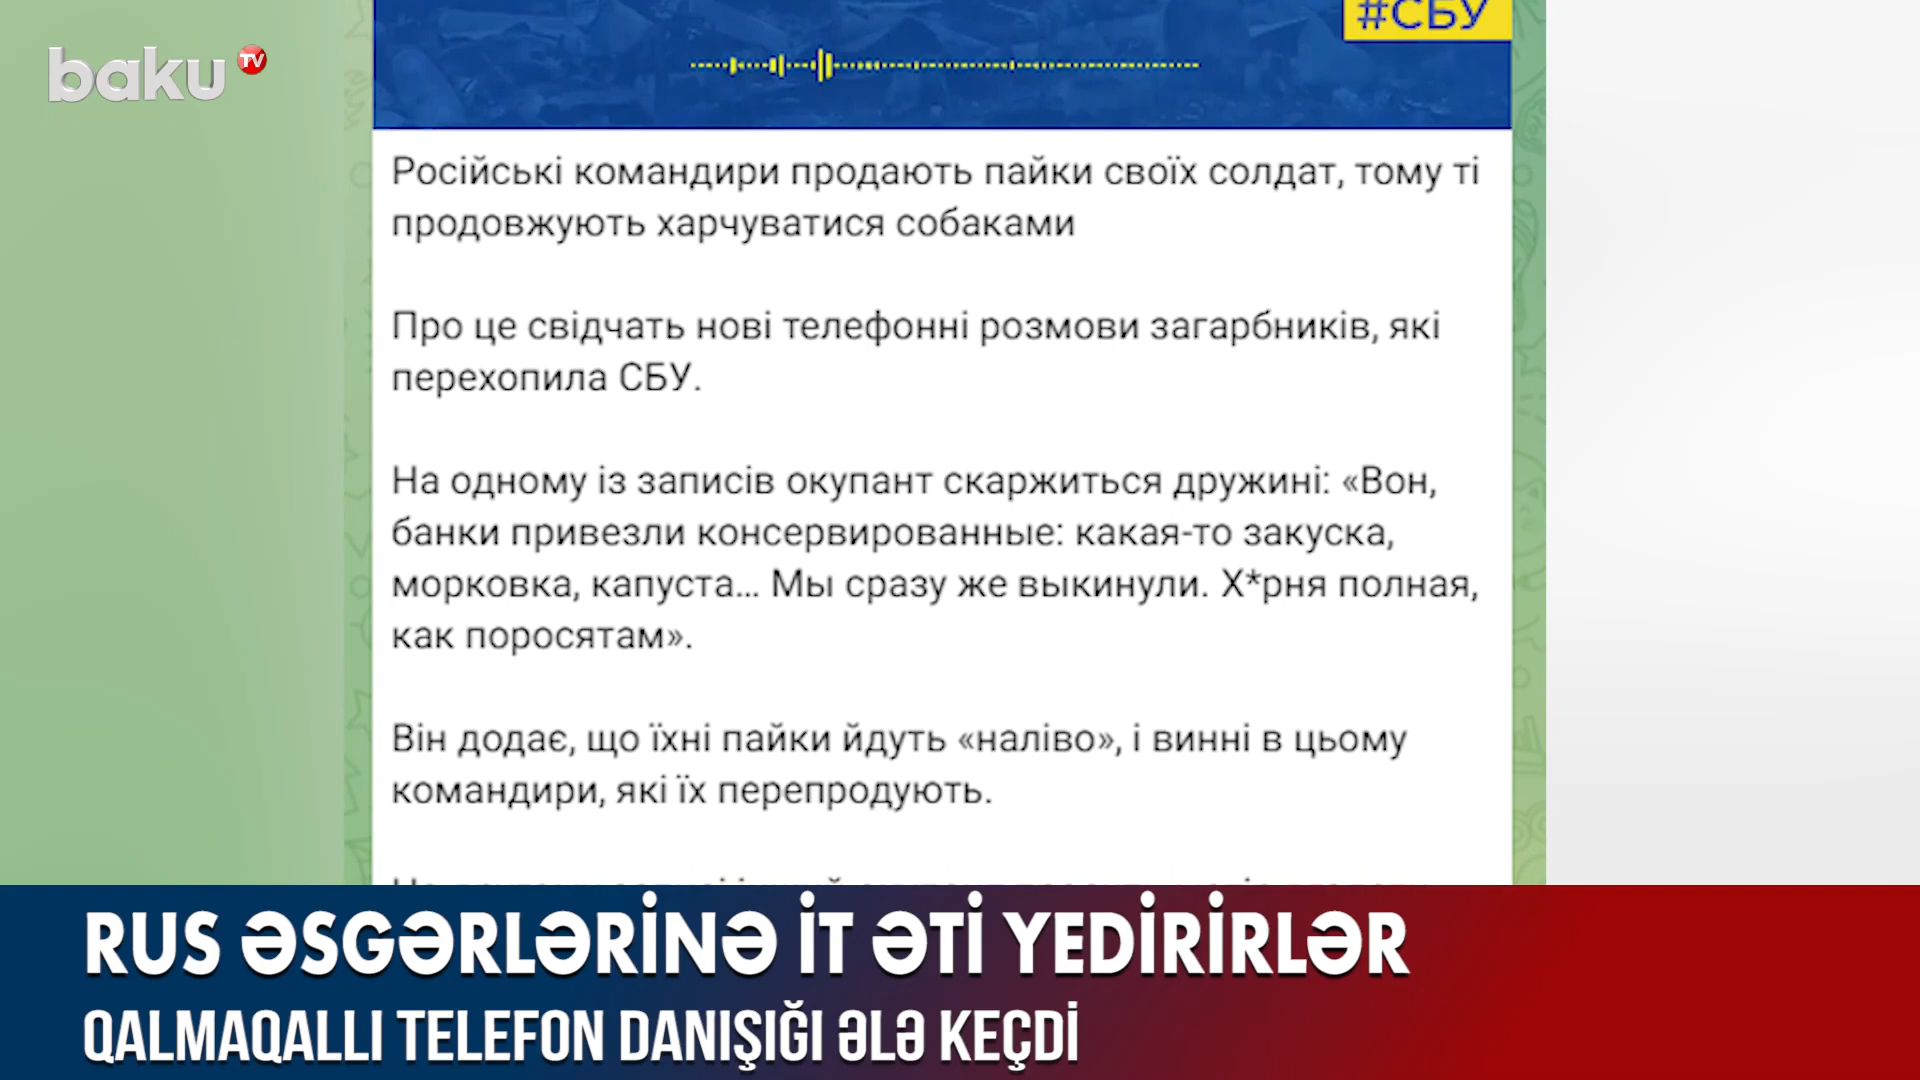 baku TV
#СБУ
Російські командири продають пайки своїх солдат, тому ті
продовжують харчуватися собаками
Про це свідчать нові телефонні розмови загарбників, які
перехопила СБУ.
На одному із записів окупант скаржиться дружині: «Вон,
банки привезли консервированные: какая-то закуска,
морковка, капуста... Мы сразу же выкинули. Х*рня полная,
как поросятам».
Він додає, що їхні пайки йдуть «наліво», і винні в цьому
командири, які їх перепродують.
RUS ƏSGƏRLƏRİNƏ İT ƏTİ YEDİRİRLƏR
QALMAQALLI TELEFON DANIŞIĞI ƏLƏ KEÇDİ